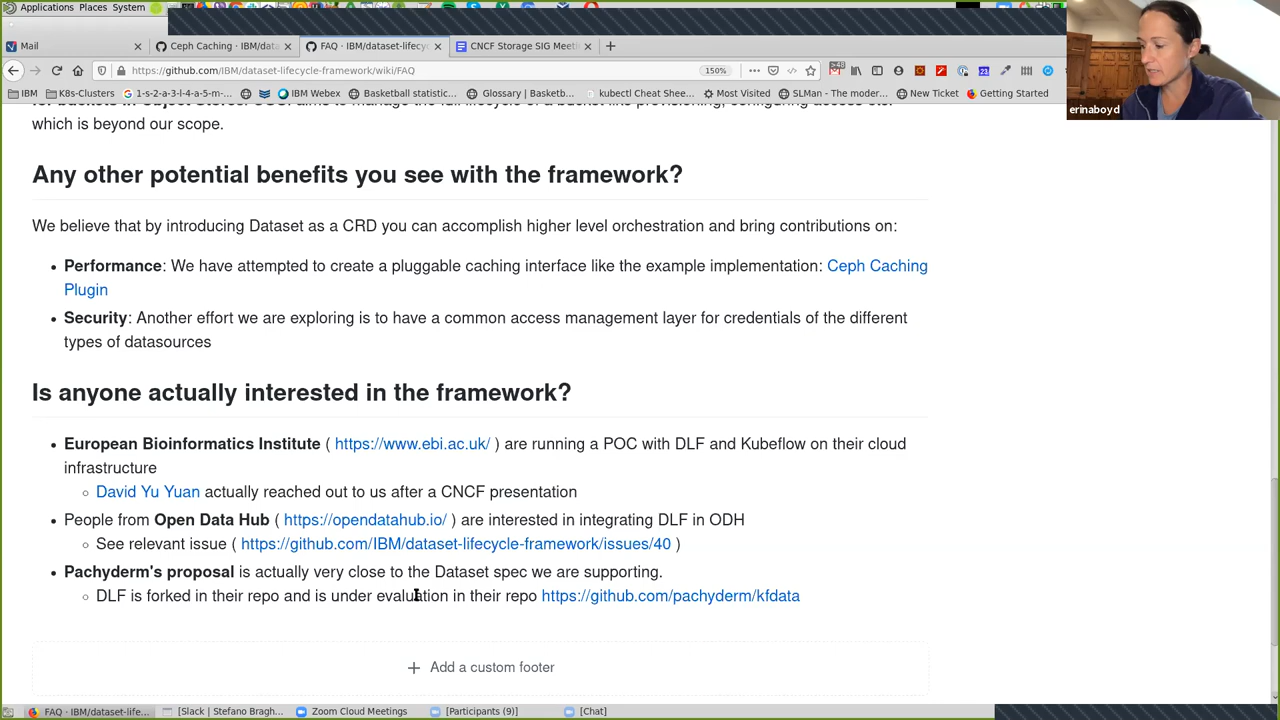 Applications Places System
Mail
Ceph Caching · IBM/data
FAQ · IBM/dataset-lifecyc
CNCF Storage SIG Meeti
https://github.com/IBM/dataset-lifecycle-framework/wiki/FAQ
150%
IBM
K8s-Clusters
1-s-2-a-3-l-4-a-5-m-...
IBM Webex
Basketball statistic...
Glossary | Basketb...
kubectl Cheat Shee...
Most Visited
SLMan - The moder...
New Ticket
Getting Started
erinaboyd
which is beyond our scope.
Any other potential benefits you see with the framework?
We believe that by introducing Dataset as a CRD you can accomplish higher level orchestration and bring contributions on:
Performance: We have attempted to create a pluggable caching interface like the example implementation: Ceph Caching
Plugin
Security: Another effort we are exploring is to have a common access management layer for credentials of the different
types of datasources
Is anyone actually interested in the framework?
European Bioinformatics Institute ( https://www.ebi.ac.uk/ ) are running a POC with DLF and Kubeflow on their cloud
infrastructure
David Yu Yuan actually reached out to us after a CNCF presentation
People from Open Data Hub ( https://opendatahub.io/ ) are interested in integrating DLF in ODH
See relevant issue ( https://github.com/IBM/dataset-lifecycle-framework/issues/40 )
Pachyderm's proposal is actually very close to the Dataset spec we are supporting.
DLF is forked in their repo and is under evaluation in their repo https://github.com/pachyderm/kfdata
+ Add a custom footer
FAQ · IBM/dataset-life...
[Slack | Stefano Bragh...
Zoom Cloud Meetings
[Participants (9)]
[Chat]